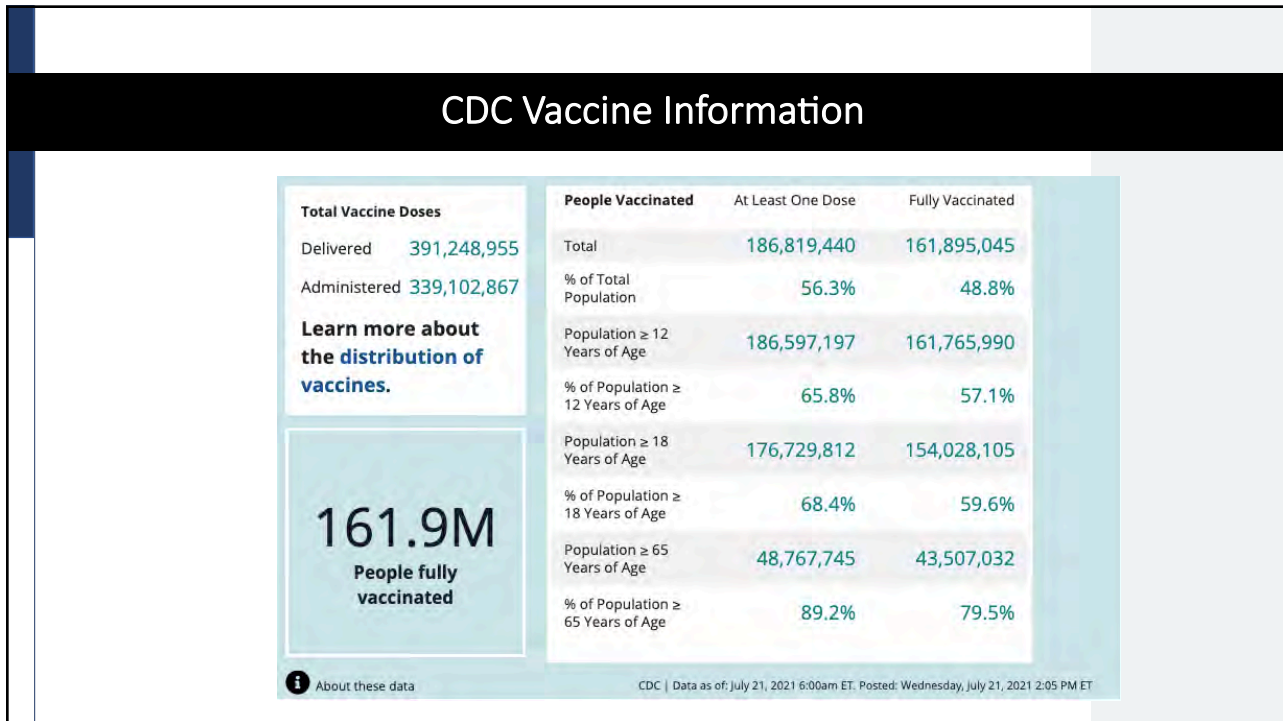 CDC Vaccine Information
Total Vaccine Doses
Delivered 391,248,955
Administered 339,102,867
Learn more about
the distribution of
vaccines.
161.9M
People fully
vaccinated
People Vaccinated At Least One Dose Fully Vaccinated
Total 186,819,440 161,895,045
% of Total
Population 56.3% 48.8%
Population ≥ 12
Years of Age 186,597,197 161,765,990
% of Population ≥
12 Years of Age 65.8% 57.1%
Population ≥ 18
Years of Age 176,729,812 154,028,105
% of Population ≥
18 Years of Age 68.4% 59.6%
Population ≥ 65
Years of Age 48,767,745 43,507,032
% of Population ≥
65 Years of Age 89.2% 79.5%
i About these data
CDC | Data as of: July 21, 2021 6:00am ET. Posted: Wednesday, July 21, 2021 2:05 PM ET